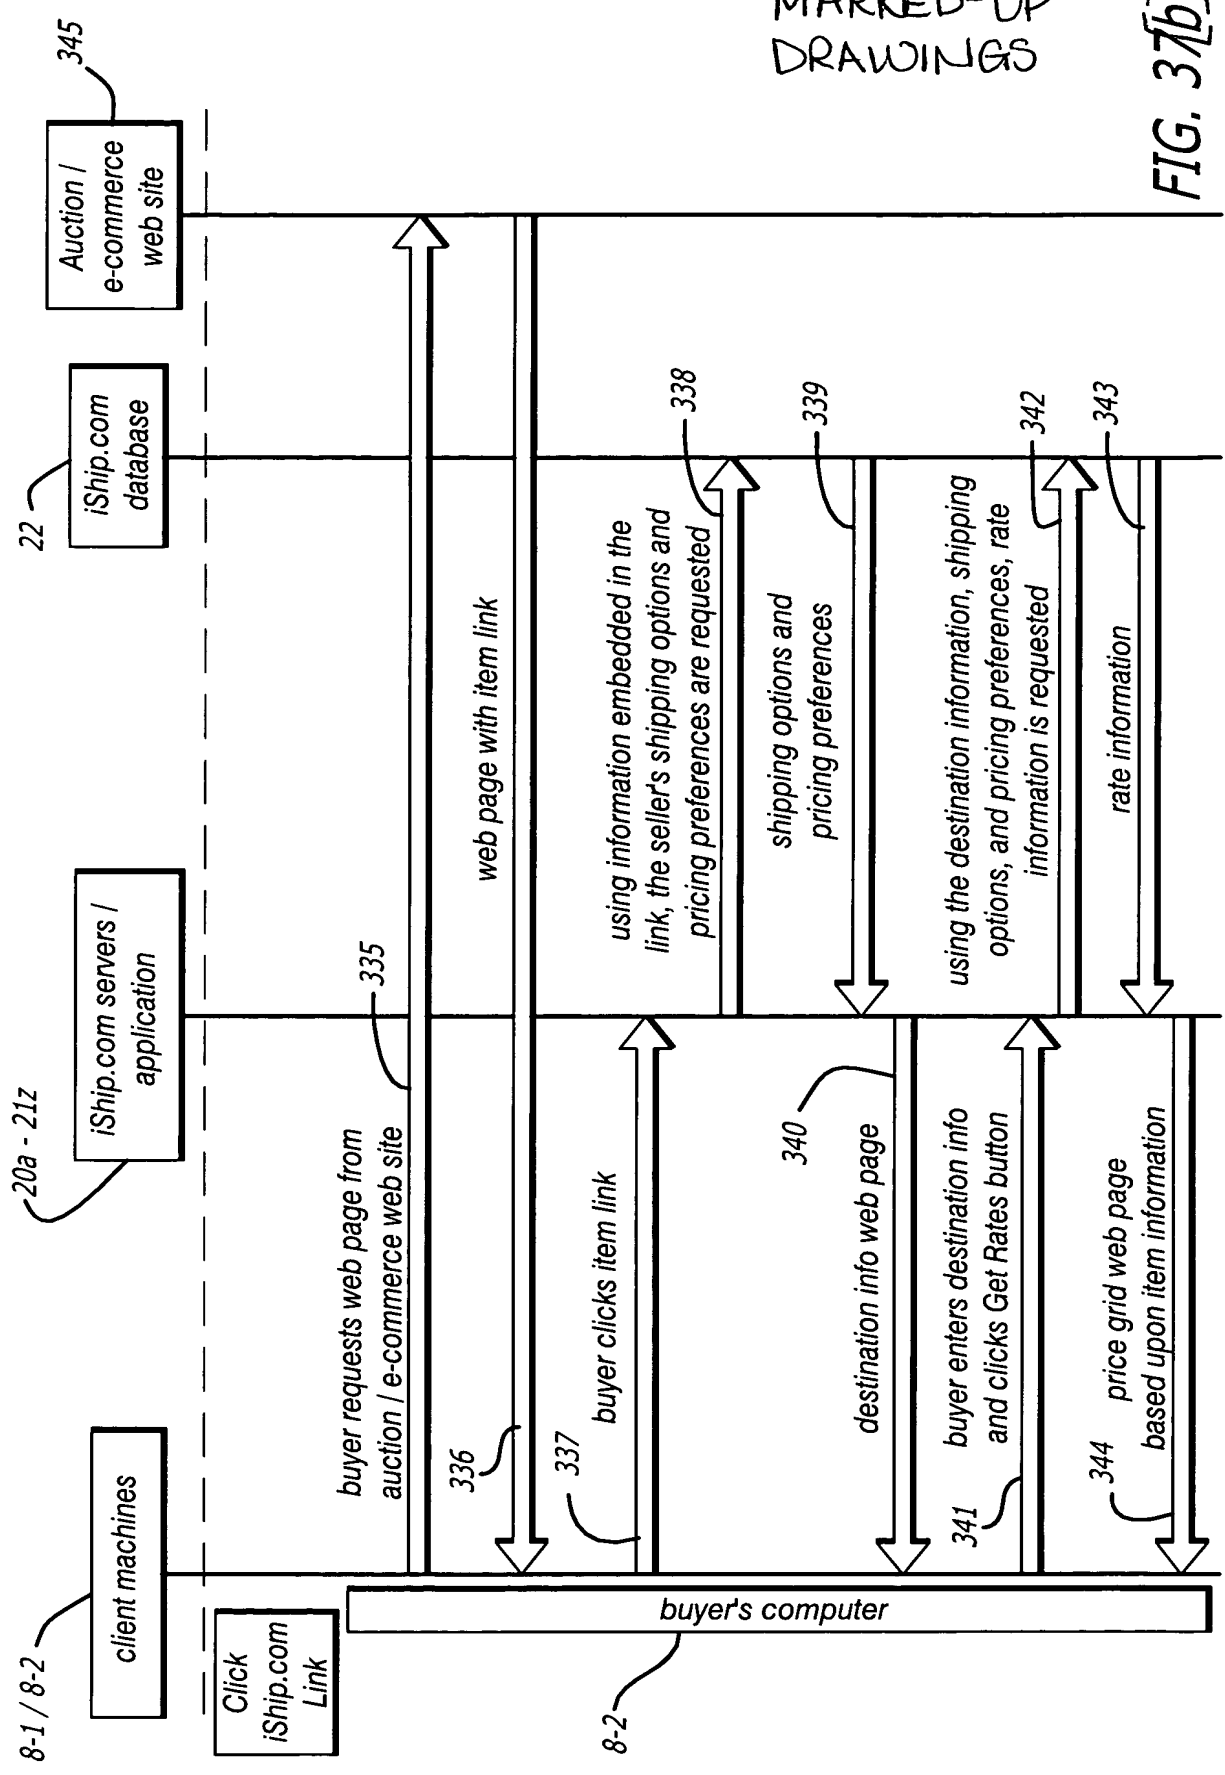 MARKED-UP
DRAWINGS
FIG. 37[b]
8-1 / 8-2
client machines
20a - 21z
iShip.com servers /
application
22
iShip.com
database
345
Auction /
e-commerce
web site
Click
iShip.com
Link
buyer's computer
8-2
buyer requests web page from
auction / e-commerce web site
335
web page with item link
336
buyer clicks item link
337
using information embedded in the
link, the seller's shipping options and
pricing preferences are requested
338
shipping options and
pricing preferences
339
destination info web page
340
buyer enters destination info
and clicks Get Rates button
341
using the destination information, shipping
options, and pricing preferences, rate
information is requested
342
rate information
343
price grid web page
based upon item information
344